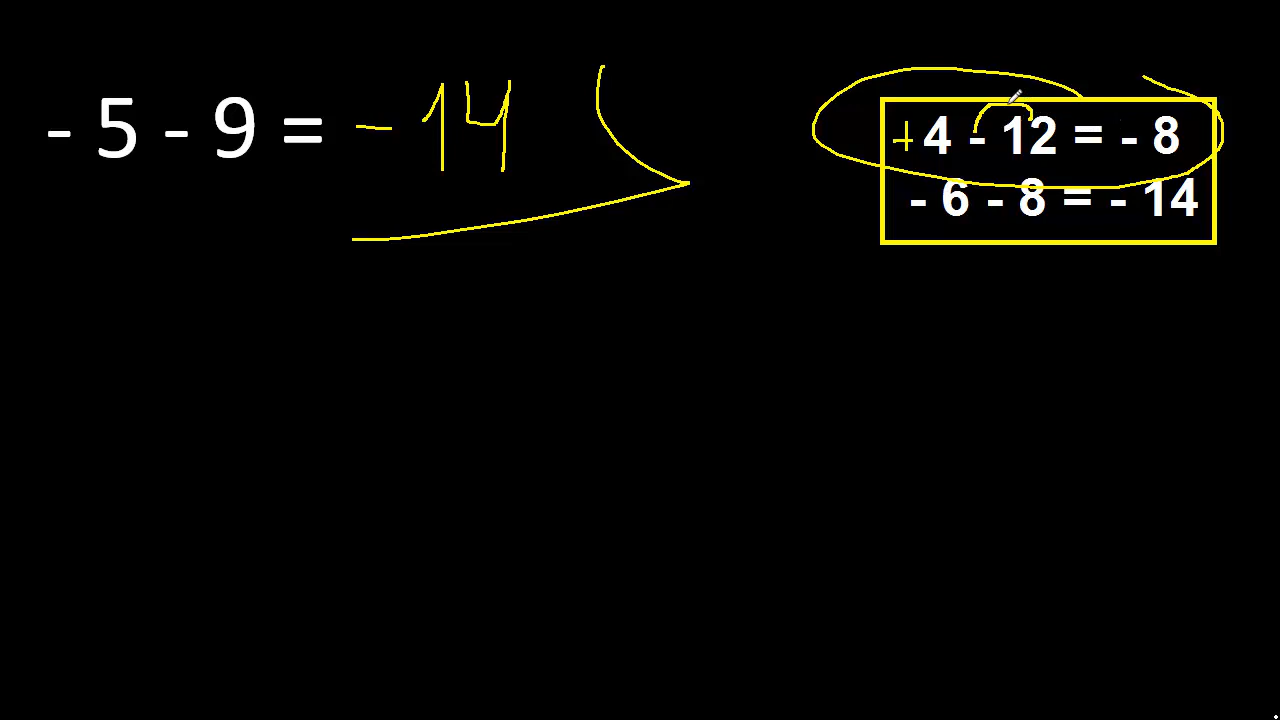 - 5 - 9 = - 14
+ 4 - 12 = - 8
- 6 - 8 = - 14